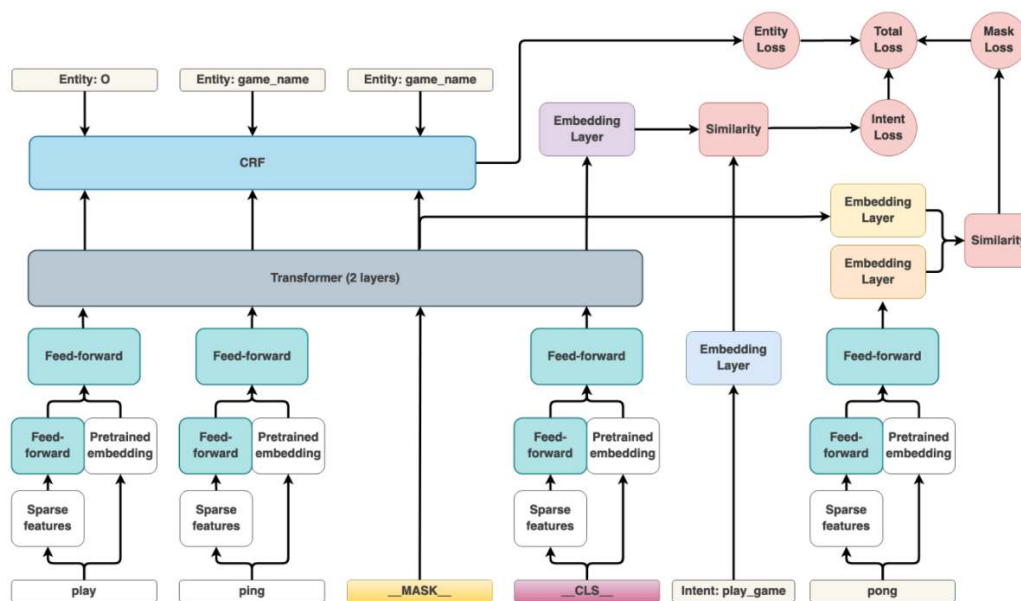 Entity
Loss
Total
Loss
Mask
Loss
Entity: O
Entity: game_name
Entity: game_name
Embedding
Layer
Similarity
Intent
Loss
CRF
Embedding
Layer
Similarity
Embedding
Layer
Transformer (2 layers)
Feed-forward
Feed-forward
Feed-forward
Embedding
Layer
Feed-forward
Feed-
forward
Pretrained
embedding
Feed-
forward
Pretrained
embedding
Feed-
forward
Pretrained
embedding
Feed-
forward
Pretrained
embedding
Sparse
features
Sparse
features
Sparse
features
Sparse
features
play
ping
__MASK__
__CLS__
Intent: play_game
pong